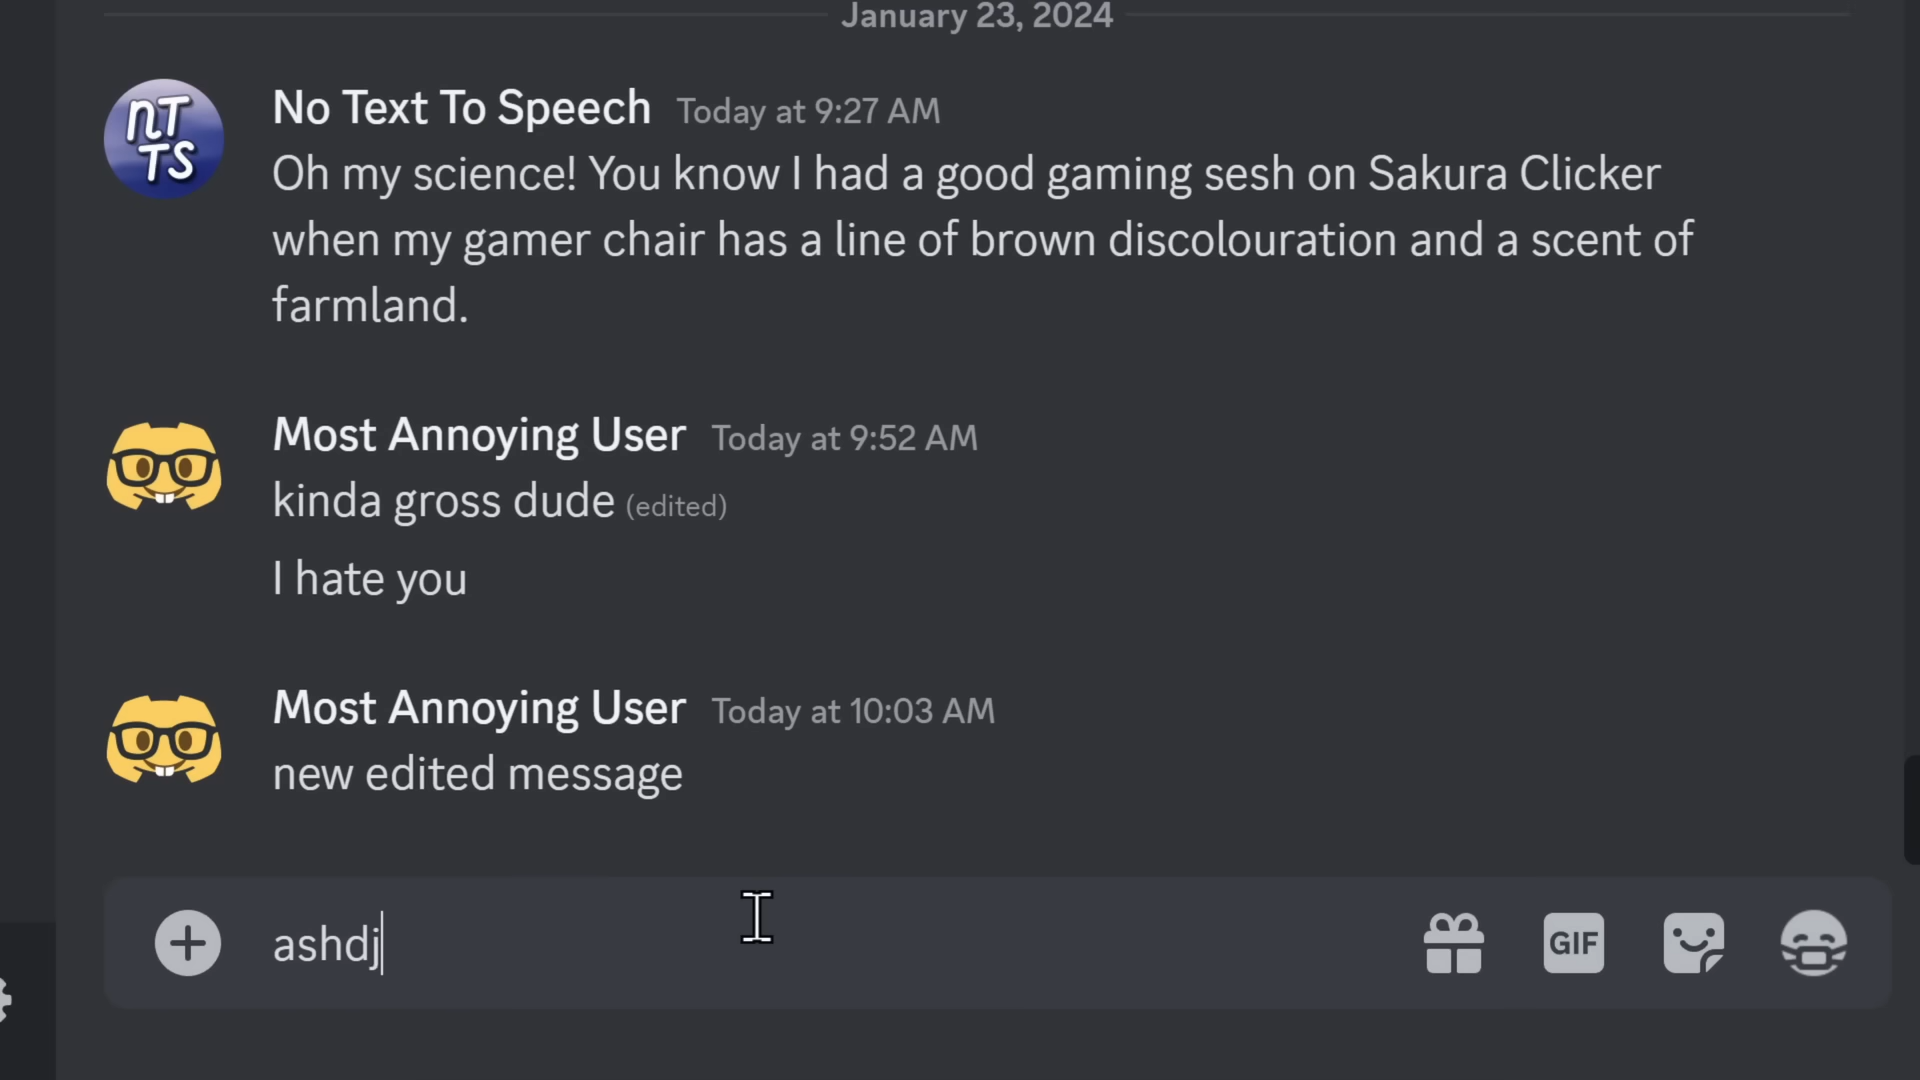 January 23, 2024
nT
TS
No Text To Speech Today at 9:27 AM
Oh my science! You know I had a good gaming sesh on Sakura Clicker
when my gamer chair has a line of brown discolouration and a scent of
farmland.
Most Annoying User Today at 9:52 AM
kinda gross dude (edited)
I hate you
Most Annoying User Today at 10:03 AM
new edited message
ashdj
GIF